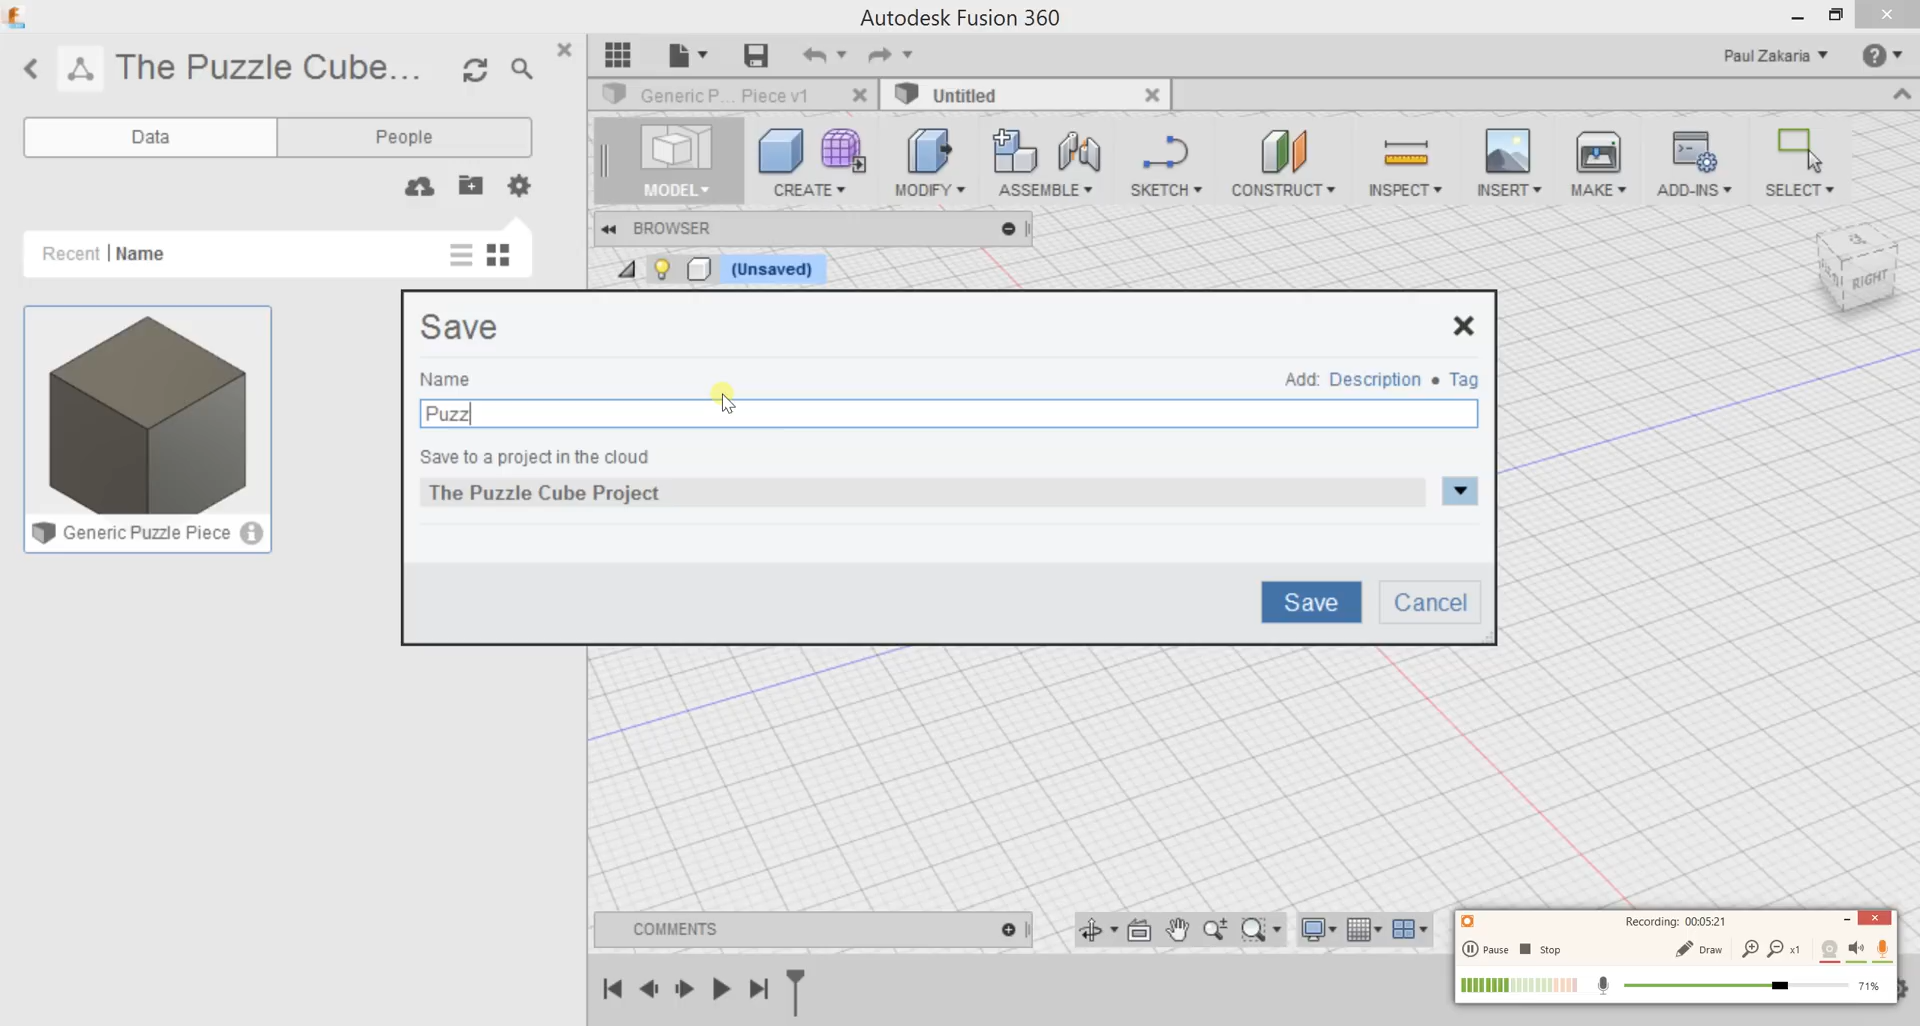 Autodesk Fusion 360
The Puzzle Cube...
Paul Zakaria
Generic P... Piece v1
Untitled
Data
People
MODEL
CREATE
MODIFY
ASSEMBLE
SKETCH
CONSTRUCT
INSPECT
INSERT
MAKE
ADD-INS
SELECT
BROWSER
Recent | Name
(Unsaved)
RIGHT
Save
Name
Add: Description • Tag
Puzz
Save to a project in the cloud
The Puzzle Cube Project
Generic Puzzle Piece
Save
Cancel
COMMENTS
Recording: 00:05:21
Pause
Stop
Draw
x1
71%